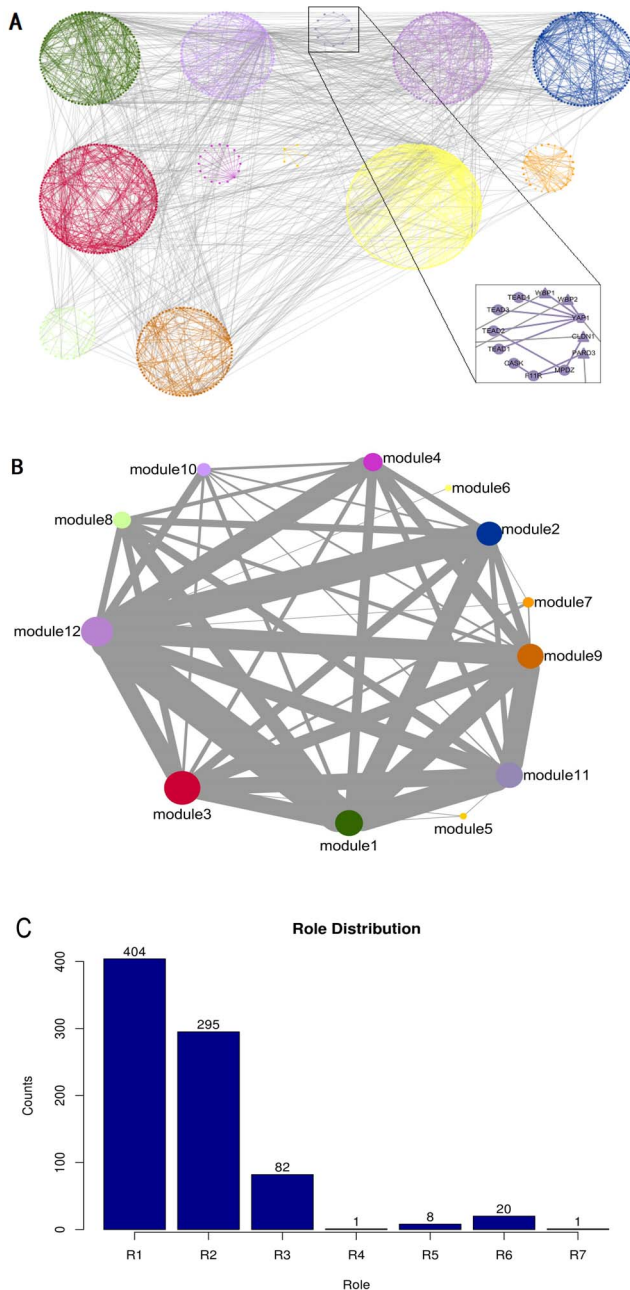 A
WBP1
TEAD4
WBP2
TEAD3
YAP1
TEAD2
CLDN1
TEAD1
PARD3
CASK
MPDZ
F11R
B
module10
module4
module6
module8
module2
module7
module12
module9
module11
module3
module5
module1
C
Role Distribution
404
400
295
300
Counts
200
82
100
1
8
20
1
0
R1 R2 R3 R4 R5 R6 R7
Role